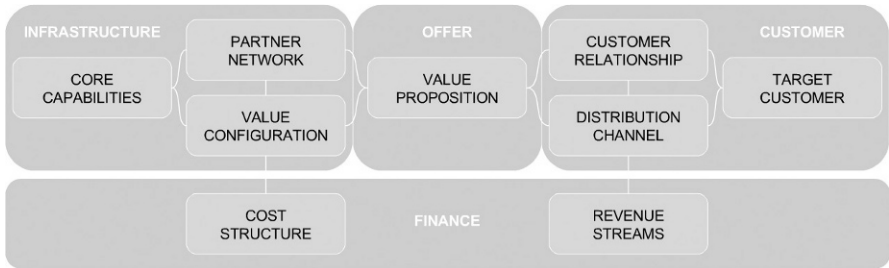 INFRASTRUCTURE
PARTNER
NETWORK
OFFER
CUSTOMER
RELATIONSHIP
CUSTOMER
CORE
CAPABILITIES
VALUE
PROPOSITION
TARGET
CUSTOMER
VALUE
CONFIGURATION
DISTRIBUTION
CHANNEL
COST
STRUCTURE
FINANCE
REVENUE
STREAMS